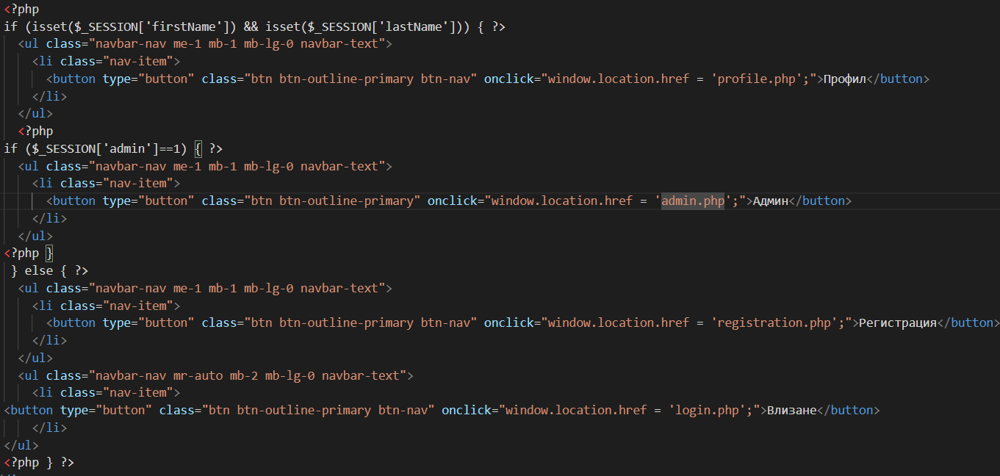 <?php
if (isset($_SESSION['firstName']) && isset($_SESSION['lastName'])) { ?>
  <ul class="navbar-nav me-1 mb-1 mb-lg-0 navbar-text">
    <li class="nav-item">
      <button type="button" class="btn btn-outline-primary btn-nav" onclick="window.location.href = 'profile.php';">Профил</button>
    </li>
  </ul>
  <?php
if ($_SESSION['admin']==1) { ?>
  <ul class="navbar-nav me-1 mb-1 mb-lg-0 navbar-text">
    <li class="nav-item">
      <button type="button" class="btn btn-outline-primary" onclick="window.location.href = 'admin.php';">Админ</button>
    </li>
  </ul>
<?php }
 } else { ?>
  <ul class="navbar-nav me-1 mb-1 mb-lg-0 navbar-text">
    <li class="nav-item">
      <button type="button" class="btn btn-outline-primary btn-nav" onclick="window.location.href = 'registration.php';">Регистрация</button>
    </li>
  </ul>
  <ul class="navbar-nav mr-auto mb-2 mb-lg-0 navbar-text">
    <li class="nav-item">
<button type="button" class="btn btn-outline-primary btn-nav" onclick="window.location.href = 'login.php';">Влизане</button>
    </li>
</ul>
<?php } ?>